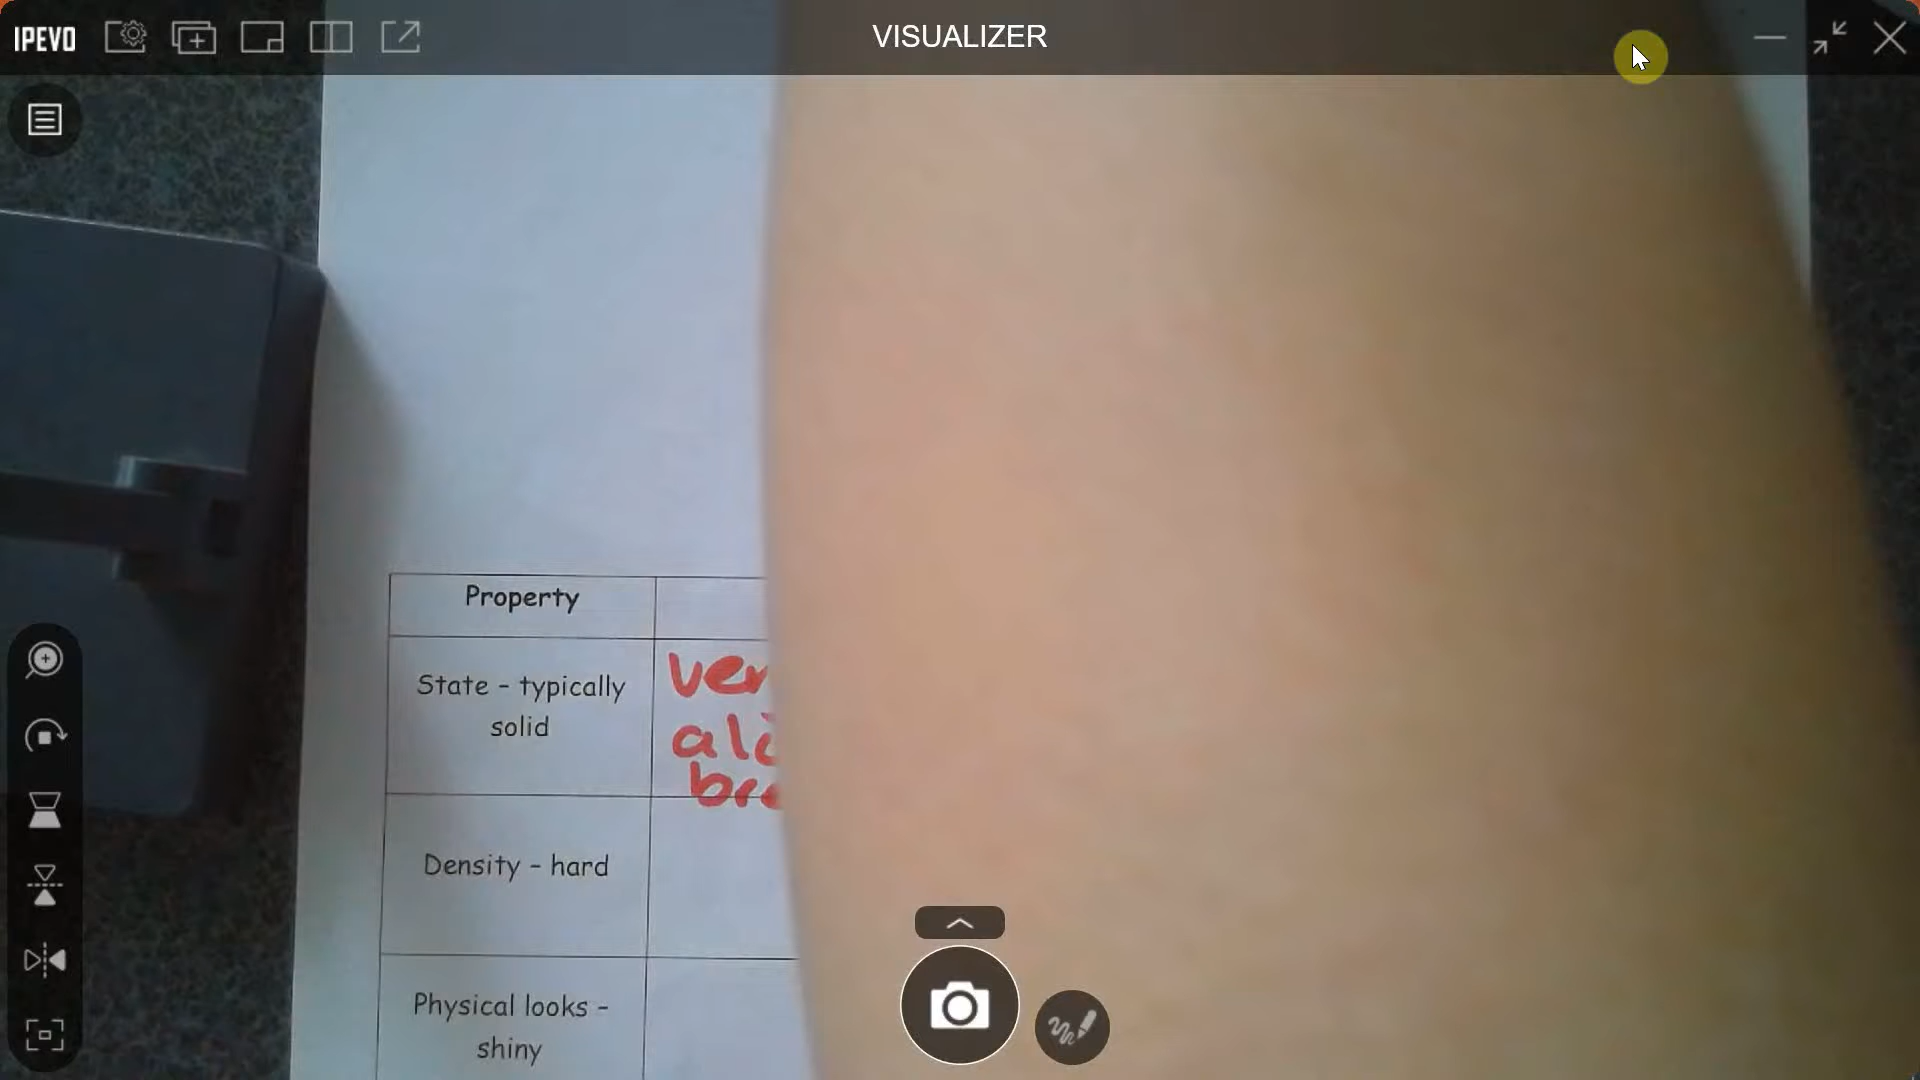 IPEVO
VISUALIZER
Property
State - typically
solid
Density - hard
Physical looks -
shiny